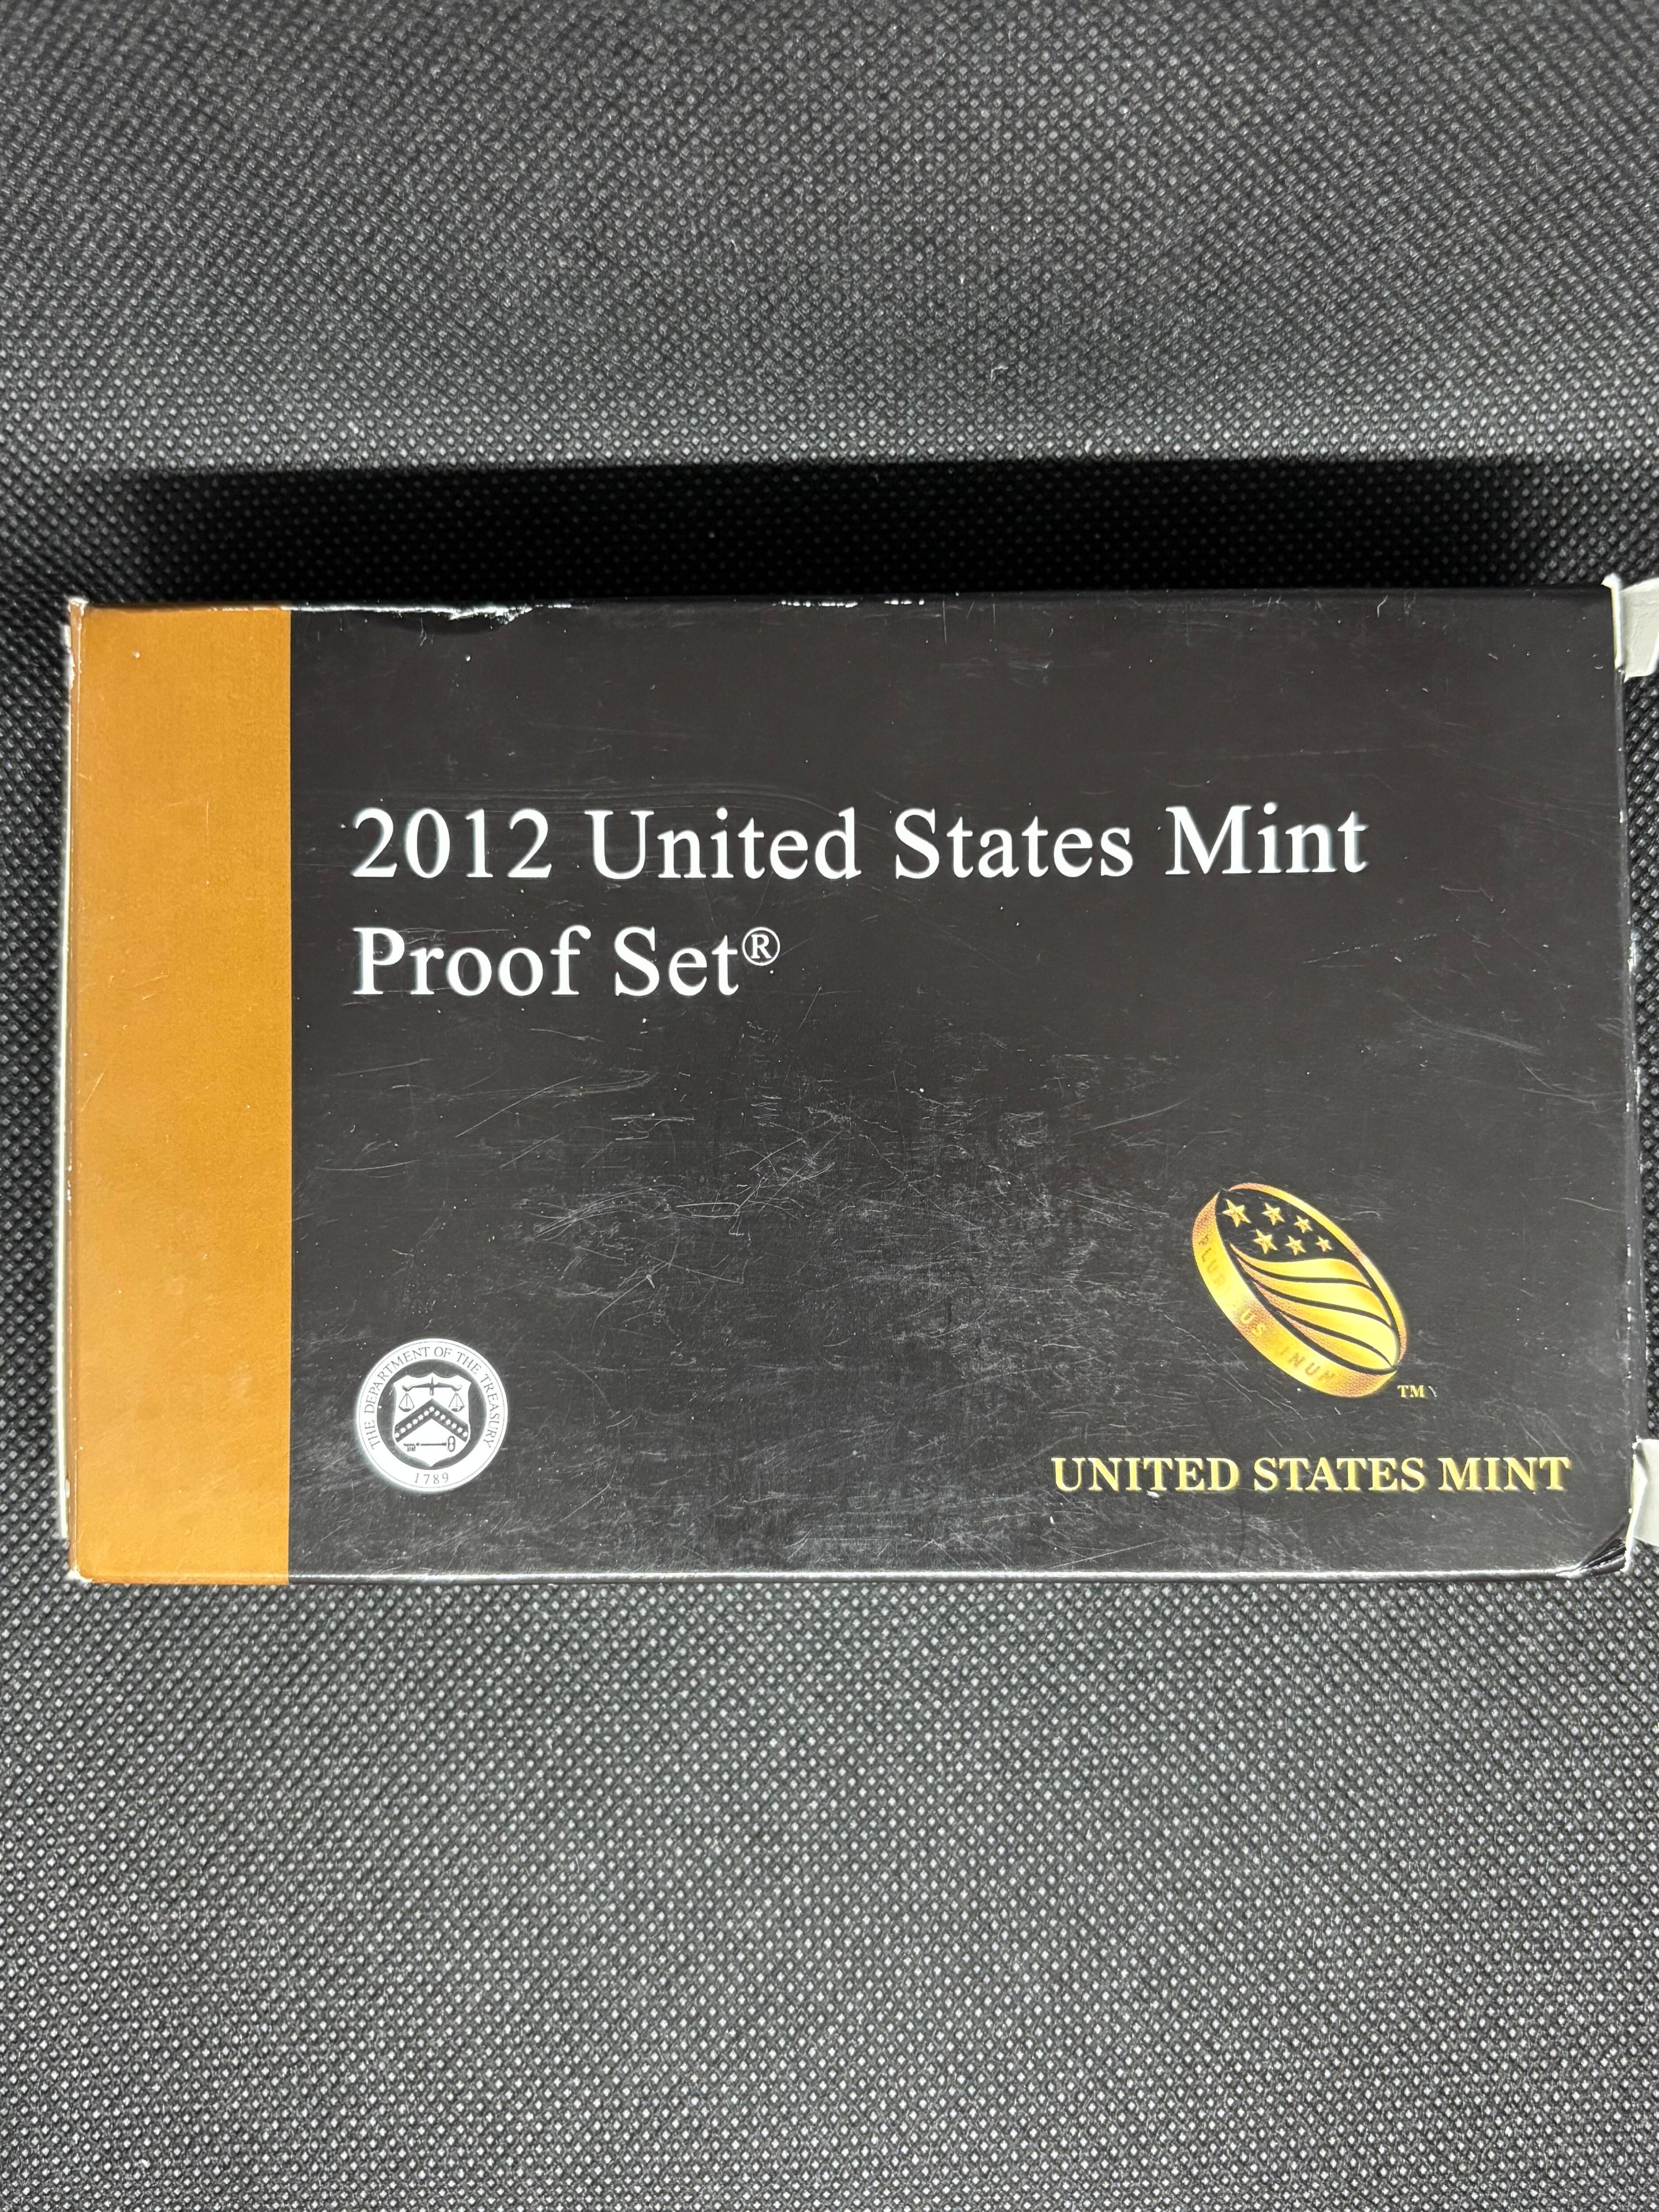 2012 United States Mint
Proof Set®
THE DEPARTMENT OF THE TREASURY
1789
TM
UNITED STATES MINT